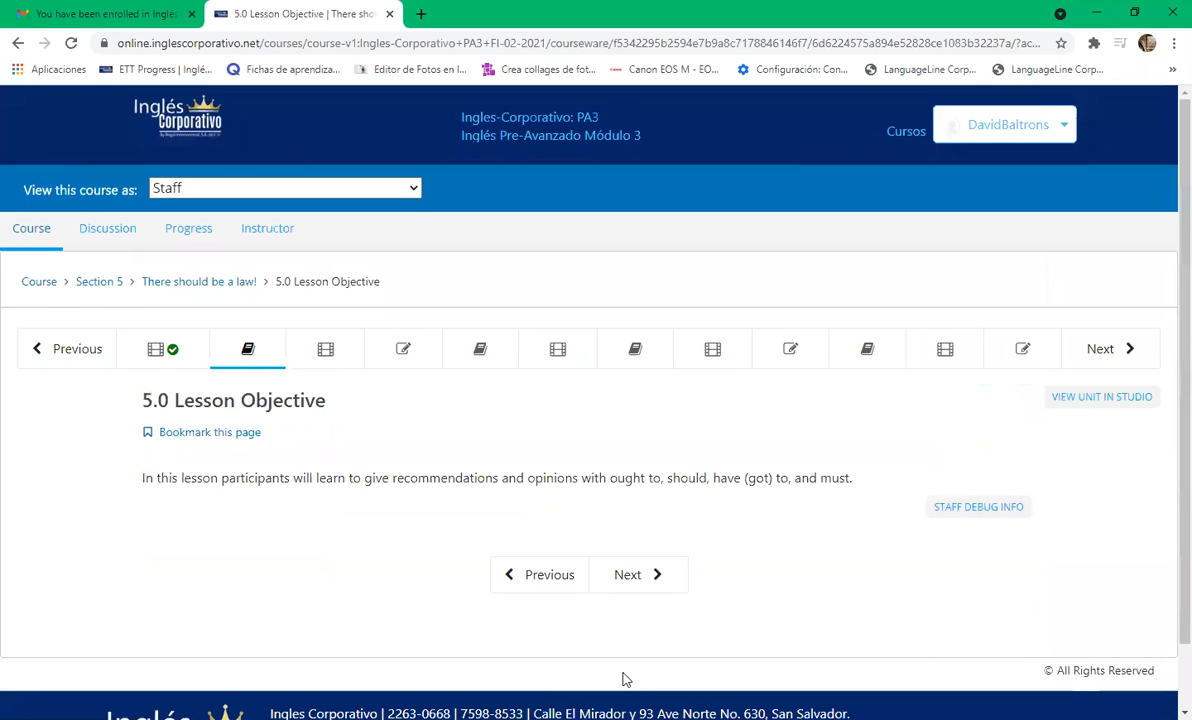 You have been enrolled in Inglés
5.0 Lesson Objective | There shou
online.inglescorporativo.net/courses/course-v1:Ingles-Corporativo+PA3+FI-02-2021/courseware/f5342295b2594e7b9a8c7178846146f7/6d6224575a894e52828ce1083b32237a/?ac...
Aplicaciones ETT Progress | Inglé... Fichas de aprendiza... Editor de Fotos en l... Crea collages de fot... Canon EOS M - EO... Configuración: Con... LanguageLine Corp... LanguageLine Corp... »
Inglés
Corporativo
Ingles-Corporativo: PA3
Inglés Pre-Avanzado Módulo 3
Cursos
DavidBaltrons
View this course as: Staff
Course Discussion Progress Instructor
Course > Section 5 > There should be a law! > 5.0 Lesson Objective
Previous Next
5.0 Lesson Objective
VIEW UNIT IN STUDIO
Bookmark this page
In this lesson participants will learn to give recommendations and opinions with ought to, should, have (got) to, and must.
STAFF DEBUG INFO
Previous Next
© All Rights Reserved
Inglés
Ingles Corporativo | 2263-0668 | 7598-8533 | Calle El Mirador y 93 Ave Norte No. 630, San Salvador.